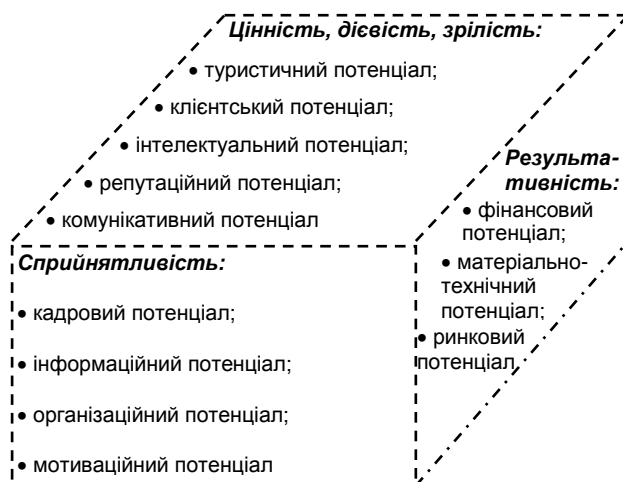 Цінність, дієвість, зрілість:
• туристичний потенціал;
• клієнтський потенціал;
• інтелектуальний потенціал;
• репутаційний потенціал;
• комунікативний потенціал
Результа-
тивність:
• фінансовий
потенціал;
• матеріально-
технічний
потенціал;
• ринковий
потенціал
Сприйнятливість:
• кадровий потенціал;
• інформаційний потенціал;
• організаційний потенціал;
• мотиваційний потенціал